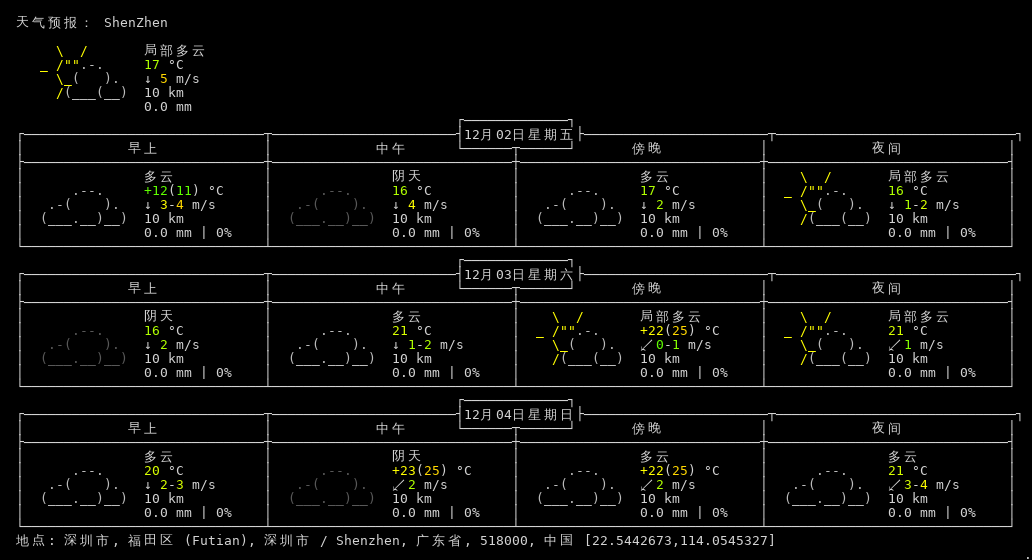 天气预报： ShenZhen
局部多云
17 °C
↓ 5 m/s
10 km
0.0 mm
12月02日星期五
早上 中午 傍晚 夜间
多云 阴天 多云 局部多云
+12(11) °C 16 °C 17 °C 16 °C
↓ 3-4 m/s ↓ 4 m/s ↓ 2 m/s ↓ 1-2 m/s
10 km 10 km 10 km 10 km
0.0 mm | 0% 0.0 mm | 0% 0.0 mm | 0% 0.0 mm | 0%
12月03日星期六
早上 中午 傍晚 夜间
阴天 多云 局部多云 局部多云
16 °C 21 °C +22(25) °C 21 °C
↓ 2 m/s ↓ 1-2 m/s ↙ 0-1 m/s ↙ 1 m/s
10 km 10 km 10 km 10 km
0.0 mm | 0% 0.0 mm | 0% 0.0 mm | 0% 0.0 mm | 0%
12月04日星期日
早上 中午 傍晚 夜间
多云 阴天 多云 多云
20 °C +23(25) °C +22(25) °C 21 °C
↓ 2-3 m/s ↙ 2 m/s ↙ 2 m/s ↙ 3-4 m/s
10 km 10 km 10 km 10 km
0.0 mm | 0% 0.0 mm | 0% 0.0 mm | 0% 0.0 mm | 0%
地点: 深圳市, 福田区 (Futian), 深圳市 / Shenzhen, 广东省, 518000, 中国 [22.5442673,114.0545327]